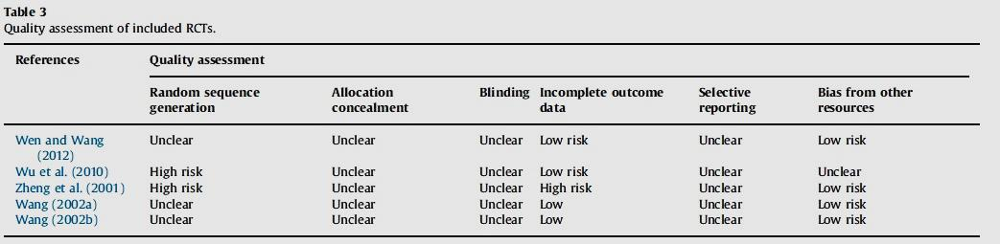 Table 3
Quality assessment of included RCTs.
References Quality assessment
Random sequence generation Allocation concealment Blinding Incomplete outcome data Selective reporting Bias from other resources
Wen and Wang (2012) Unclear Unclear Unclear Low risk Unclear Low risk
Wu et al. (2010) High risk Unclear Unclear Low risk Unclear Unclear
Zheng et al. (2001) High risk Unclear Unclear High risk Unclear Low risk
Wang (2002a) Unclear Unclear Unclear Low Unclear Low risk
Wang (2002b) Unclear Unclear Unclear Low Unclear Low risk